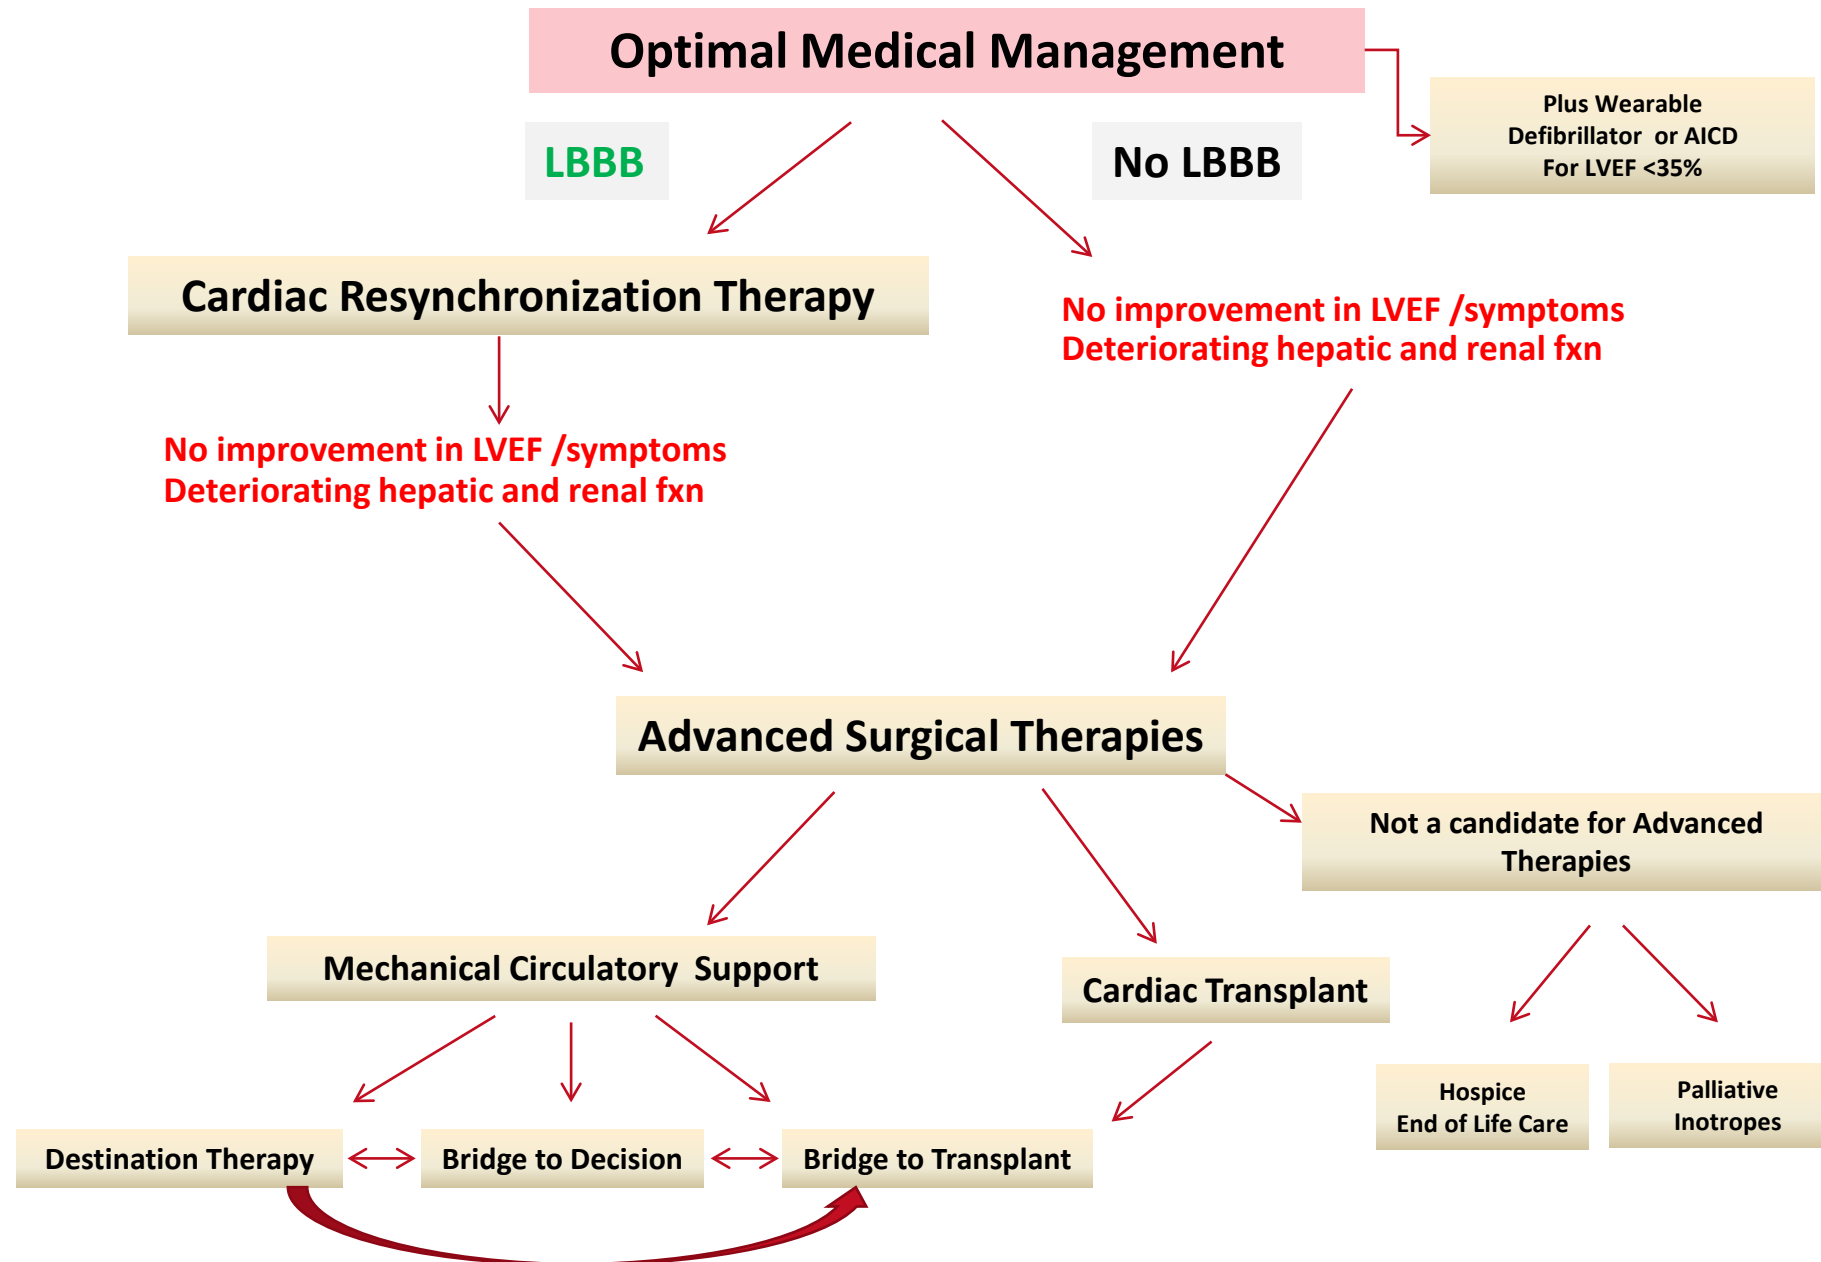 Optimal Medical Management
Plus Wearable
Defibrillator or AICD
For LVEF <35%
LBBB
No LBBB
Cardiac Resynchronization Therapy
No improvement in LVEF /symptoms
Deteriorating hepatic and renal fxn
No improvement in LVEF /symptoms
Deteriorating hepatic and renal fxn
Advanced Surgical Therapies
Not a candidate for Advanced
Therapies
Mechanical Circulatory Support
Cardiac Transplant
Hospice
End of Life Care
Palliative
Inotropes
Destination Therapy
Bridge to Decision
Bridge to Transplant